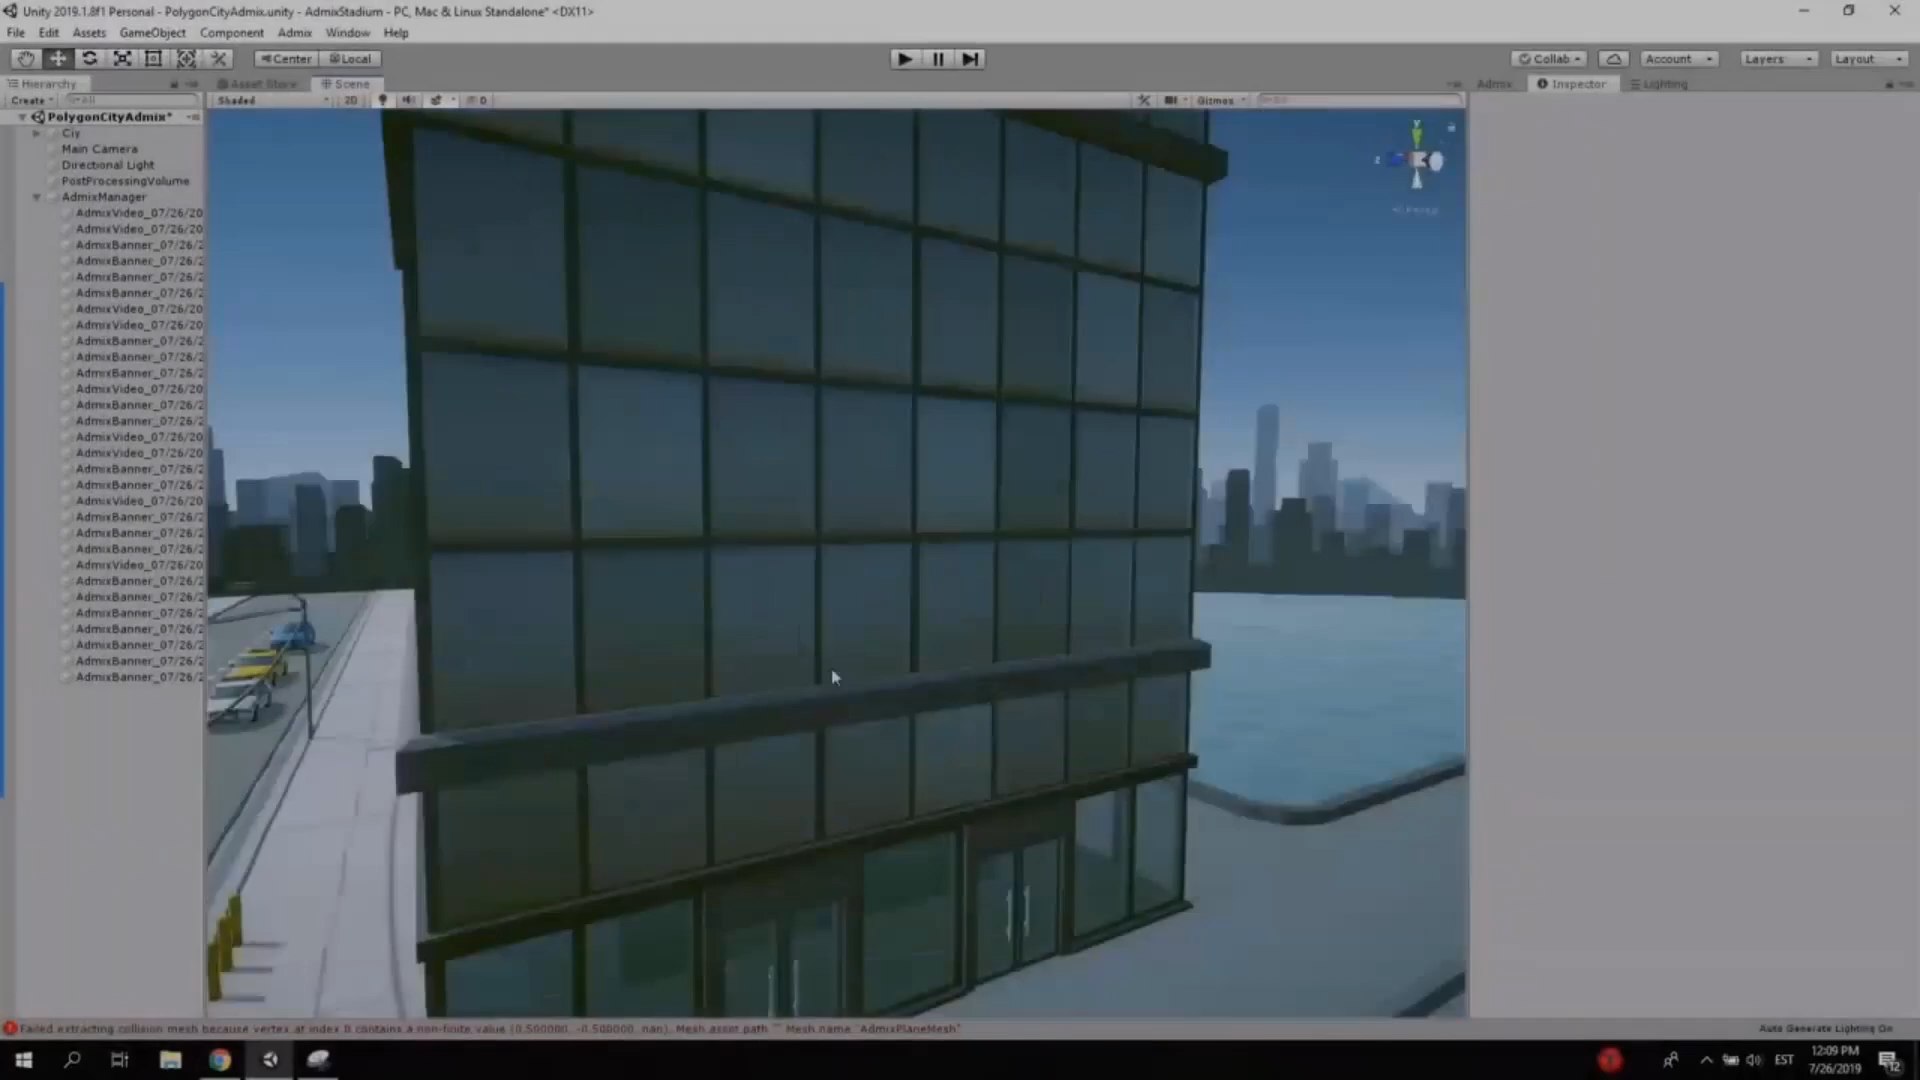 Unity 2019.1.8f1 Personal - PolygonCityAdmix.unity - AdmixStadium - PC, Mac & Linux Standalone* <DX11>
File Edit Assets GameObject Component Admix Window Help
Center Local Collab Account Layers Layout
Hierarchy Asset Store Scene Admix Inspector Lighting
Create All Shaded 2D 0 Gizmos All
PolygonCityAdmix*
Ciy
Main Camera
Directional Light
PostProcessingVolume
AdmixManager
AdmixVideo_07/26/20
AdmixVideo_07/26/20
AdmixBanner_07/26/2
AdmixBanner_07/26/2
AdmixBanner_07/26/2
AdmixBanner_07/26/2
AdmixVideo_07/26/20
AdmixVideo_07/26/20
AdmixBanner_07/26/2
AdmixBanner_07/26/2
AdmixBanner_07/26/2
AdmixVideo_07/26/20
AdmixBanner_07/26/2
AdmixBanner_07/26/2
AdmixVideo_07/26/20
AdmixVideo_07/26/20
AdmixBanner_07/26/2
AdmixBanner_07/26/2
AdmixVideo_07/26/20
AdmixBanner_07/26/2
AdmixBanner_07/26/2
AdmixBanner_07/26/2
AdmixVideo_07/26/20
AdmixBanner_07/26/2
AdmixBanner_07/26/2
AdmixBanner_07/26/2
AdmixBanner_07/26/2
AdmixBanner_07/26/2
AdmixBanner_07/26/2
AdmixBanner_07/26/2
y
z
Persp
Failed extracting collision mesh because vertex at index 0 contains a non-finite value (0.500000, -0.500000, nan). Mesh asset path "" Mesh name "AdmixPlaneMesh"
Auto Generate Lighting On
EST
12:09 PM
7/26/2019
12